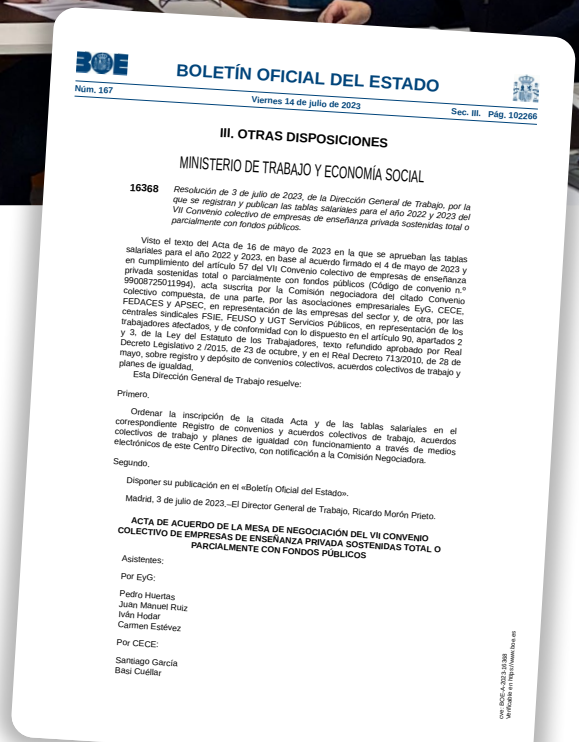 BOE
BOLETÍN OFICIAL DEL ESTADO
Núm. 167
Viernes 14 de julio de 2023
Sec. III. Pág. 102266
III. OTRAS DISPOSICIONES
MINISTERIO DE TRABAJO Y ECONOMÍA SOCIAL
16368
Resolución de 3 de julio de 2023, de la Dirección General de Trabajo, por la
que se registran y publican las tablas salariales para el año 2022 y 2023 del
VII Convenio colectivo de empresas de enseñanza privada sostenidas total o
parcialmente con fondos públicos.
Visto el texto del Acta de 16 de mayo de 2023 en la que se aprueban las tablas
salariales para el año 2022 y 2023, en base al acuerdo firmado el 4 de mayo de 2023 y
en cumplimiento del artículo 57 del VII Convenio colectivo de empresas de enseñanza
privada sostenidas total o parcialmente con fondos públicos (Código de convenio n.º
99008725011994), acta suscrita por la Comisión negociadora del citado Convenio
colectivo compuesta, de una parte, por las asociaciones empresariales EyG, CECE,
FEDACES y APSEC, en representación de las empresas del sector y, de otra, por las
centrales sindicales FSIE, FEUSO y UGT Servicios Públicos, en representación de los
trabajadores afectados, y de conformidad con lo dispuesto en el artículo 90, apartados 2
y 3, de la Ley del Estatuto de los Trabajadores, texto refundido aprobado por Real
Decreto Legislativo 2 /2015, de 23 de octubre, y en el Real Decreto 713/2010, de 28 de
mayo, sobre registro y depósito de convenios colectivos, acuerdos colectivos de trabajo y
planes de igualdad,
Esta Dirección General de Trabajo resuelve:
Primero.
Ordenar la inscripción de la citada Acta y de las tablas salariales en el
correspondiente Registro de convenios y acuerdos colectivos de trabajo, acuerdos
colectivos de trabajo y planes de igualdad con funcionamiento a través de medios
electrónicos de este Centro Directivo, con notificación a la Comisión Negociadora.
Segundo.
Disponer su publicación en el «Boletín Oficial del Estado».
Madrid, 3 de julio de 2023.–El Director General de Trabajo, Ricardo Morón Prieto.
ACTA DE ACUERDO DE LA MESA DE NEGOCIACIÓN DEL VII CONVENIO
COLECTIVO DE EMPRESAS DE ENSEÑANZA PRIVADA SOSTENIDAS TOTAL O
PARCIALMENTE CON FONDOS PÚBLICOS
Asistentes:
Por EyG:
Pedro Huertas
Juan Manuel Ruiz
Iván Hodar
Carmen Estévez
Por CECE:
Santiago García
Basi Cuéllar
cve: BOE-A-2023-16368
Verificable en https://www.boe.es